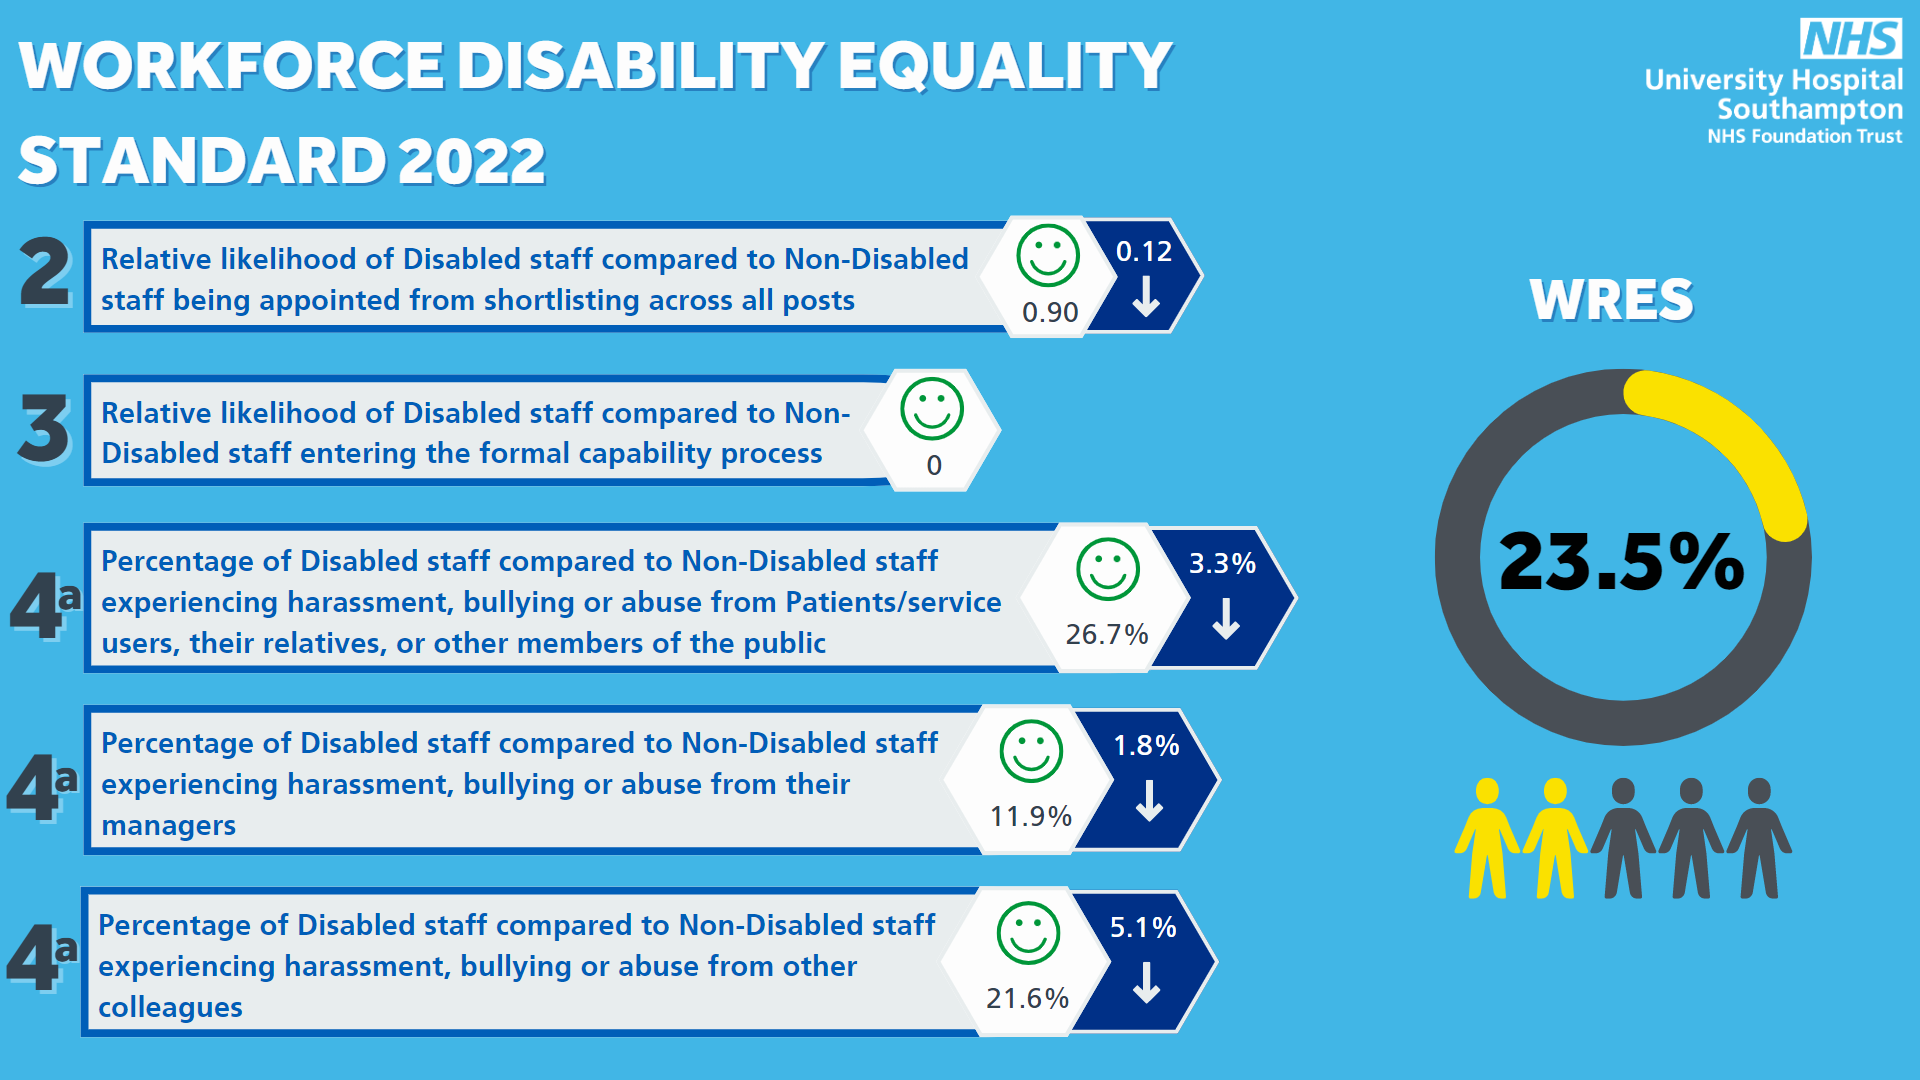 WORKFORCE DISABILITY EQUALITY
STANDARD 2022
NHS
University Hospital
Southampton
NHS Foundation Trust
2
Relative likelihood of Disabled staff compared to Non-Disabled
staff being appointed from shortlisting across all posts
0.90
0.12
3
Relative likelihood of Disabled staff compared to Non-
Disabled staff entering the formal capability process
0
4a
Percentage of Disabled staff compared to Non-Disabled staff
experiencing harassment, bullying or abuse from Patients/service
users, their relatives, or other members of the public
26.7%
3.3%
4a
Percentage of Disabled staff compared to Non-Disabled staff
experiencing harassment, bullying or abuse from their
managers
11.9%
1.8%
4a
Percentage of Disabled staff compared to Non-Disabled staff
experiencing harassment, bullying or abuse from other
colleagues
21.6%
5.1%
WRES
23.5%